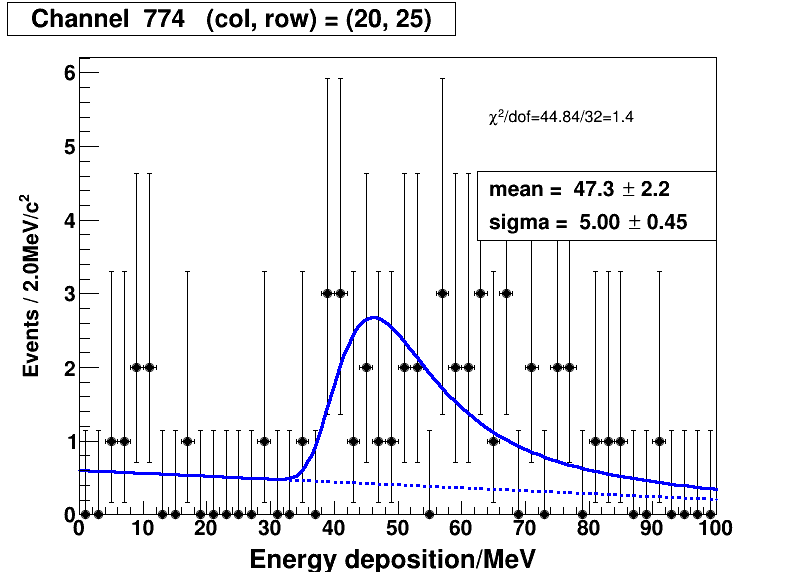 Channel  774   (col, row) = (20, 25)
χ²/dof=44.84/32=1.4
mean =  47.3 ± 2.2
sigma =  5.00 ± 0.45
Events / 2.0MeV/c²
6
5
4
3
2
1
0
0 10 20 30 40 50 60 70 80 90 100
Energy deposition/MeV